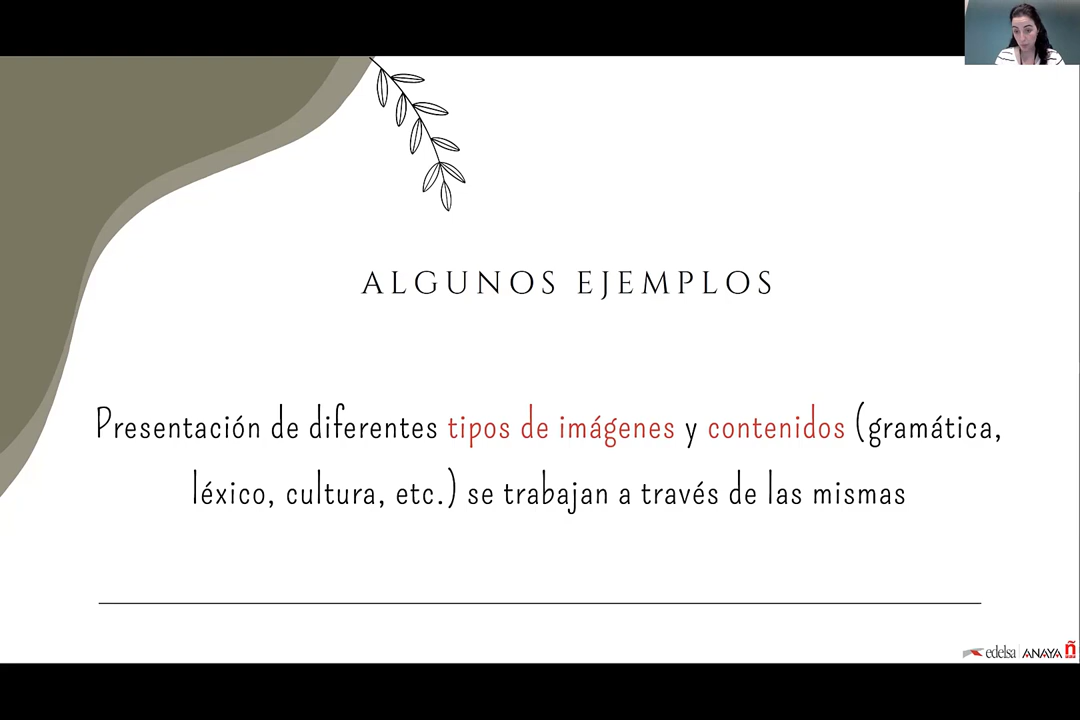 ALGUNOS EJEMPLOS
Presentación de diferentes tipos de imágenes y contenidos (gramática,
léxico, cultura, etc.) se trabajan a través de las mismas
edelsa ANAYA ñ